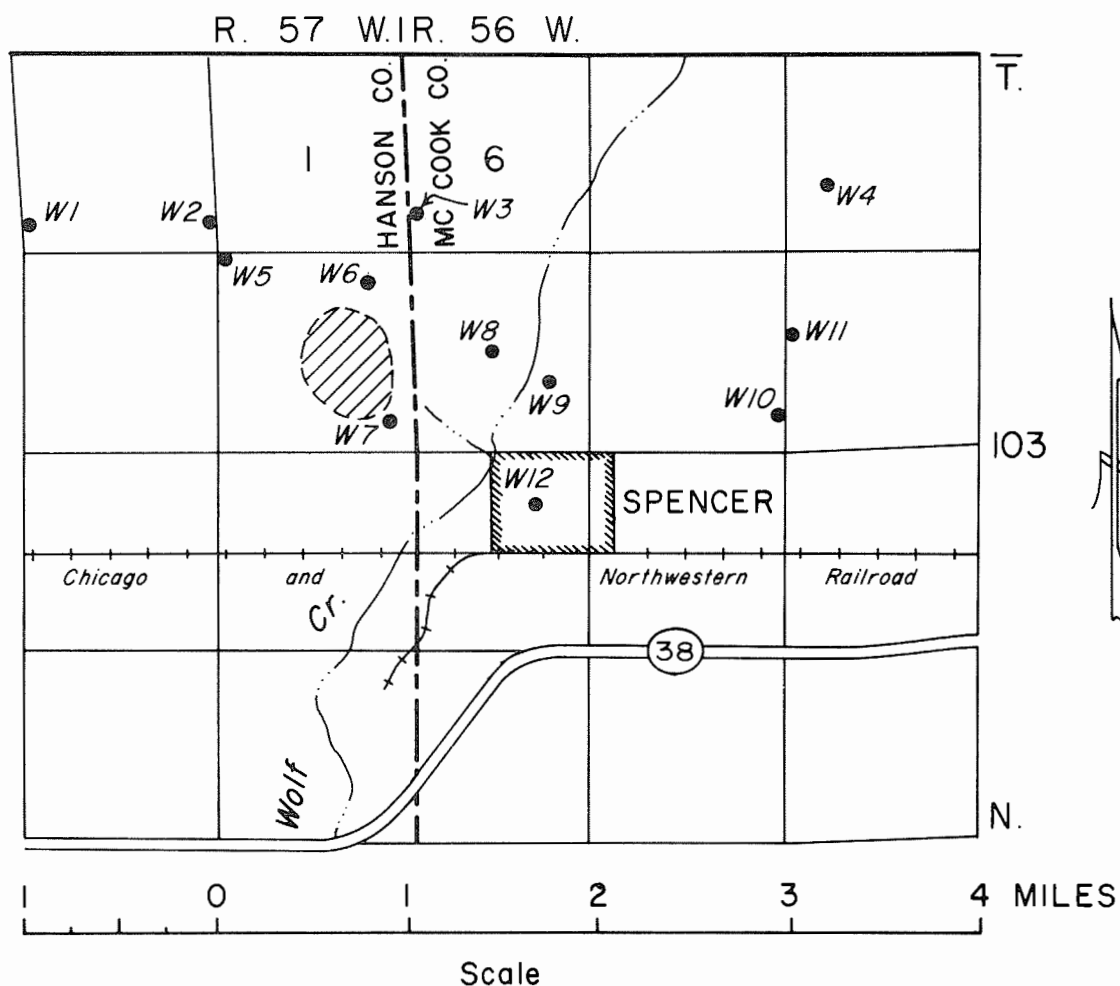 R. 57 W. R. 56 W.
T.
HANSON CO.
MC COOK CO.
1
6
W1
W2
W3
W4
W5
W6
W8
W11
W9
W10
W7
103
W12
SPENCER
Chicago and Northwestern Railroad
Wolf Cr.
38
N.
1 0 1 2 3 4 MILES
Scale